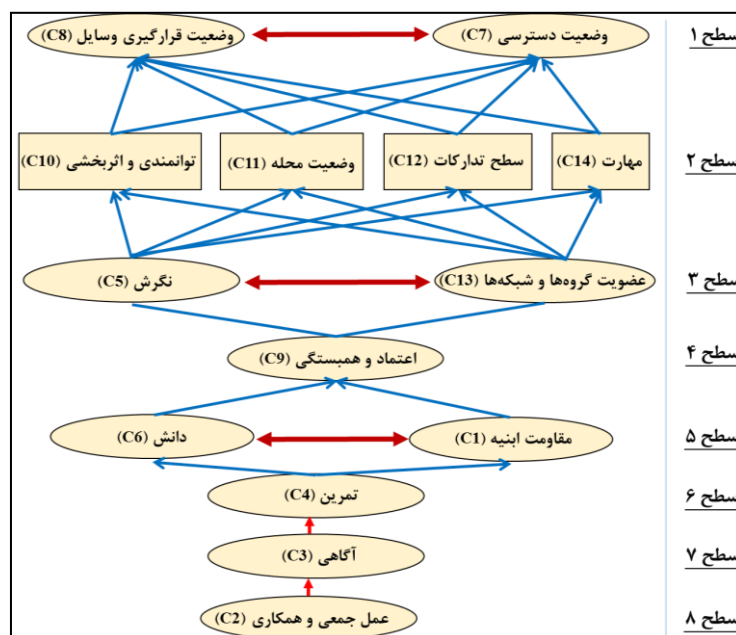 وضعیت دسترسی (C7) وضعیت قرارگیری وسایل (C8) سطح ۱
مهارت (C14) سطح تدارکات (C12) وضعیت محله (C11) توانمندی و اثربخشی (C10) سطح ۲
عضویت گروه‌ها و شبکه‌ها (C13) نگرش (C5) سطح ۳
اعتماد و همبستگی (C9) سطح ۴
مقاومت ابنیه (C1) دانش (C6) سطح ۵
تمرین (C4) سطح ۶
آگاهی (C3) سطح ۷
عمل جمعی و همکاری (C2) سطح ۸